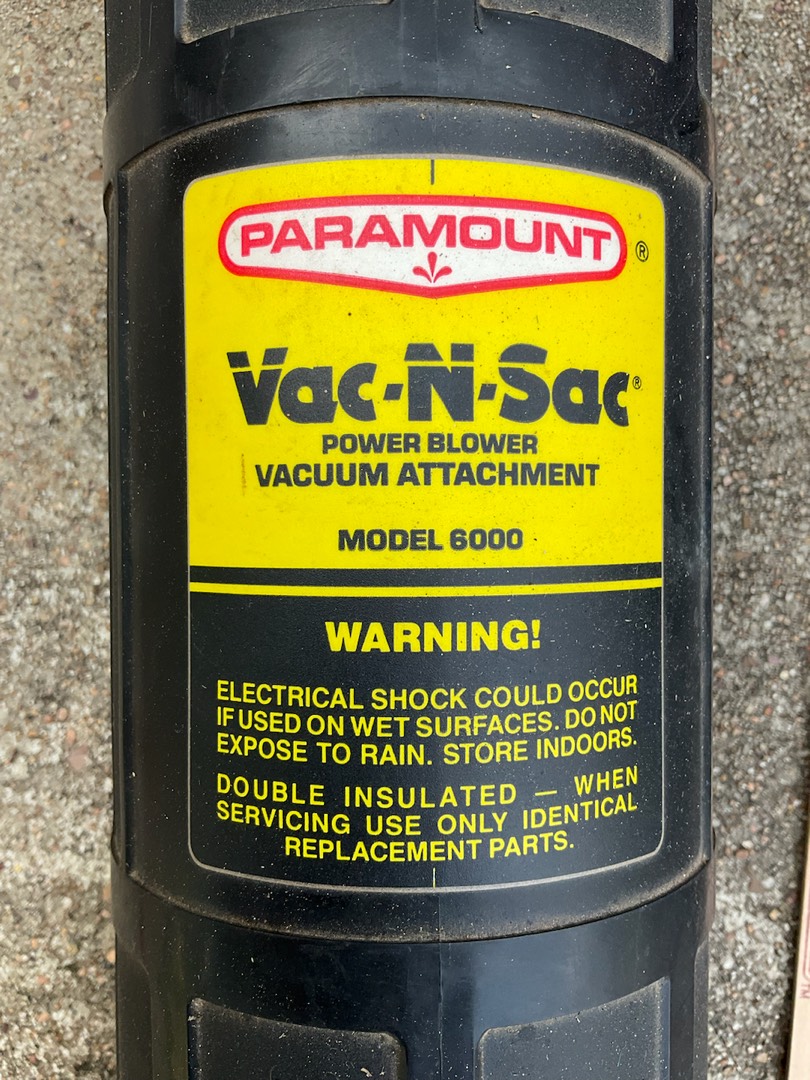 PARAMOUNT®
Vac-N-Sac®
POWER BLOWER
VACUUM ATTACHMENT
MODEL 6000
WARNING!
ELECTRICAL SHOCK COULD OCCUR
IF USED ON WET SURFACES. DO NOT
EXPOSE TO RAIN. STORE INDOORS.
DOUBLE INSULATED — WHEN
SERVICING USE ONLY IDENTICAL
REPLACEMENT PARTS.